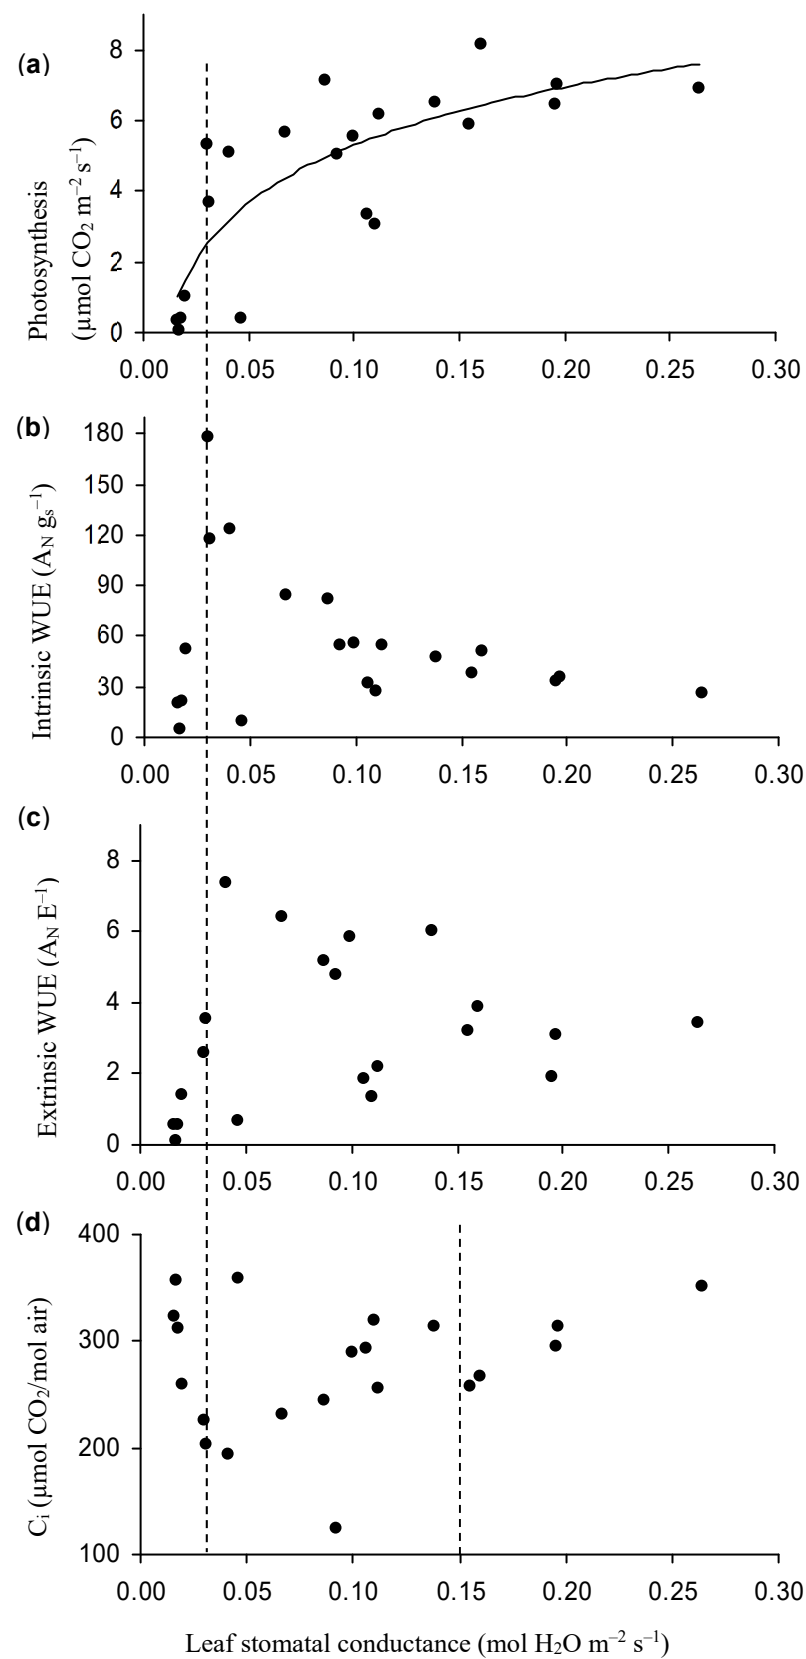 (a)
Photosynthesis
(μmol CO₂ m⁻² s⁻¹)
8
6
4
2
0
0.00 0.05 0.10 0.15 0.20 0.25 0.30
(b)
Intrinsic WUE (A_N g_s⁻¹)
180
150
120
90
60
30
0
0.00 0.05 0.10 0.15 0.20 0.25 0.30
(c)
Extrinsic WUE (A_N E⁻¹)
8
6
4
2
0
0.00 0.05 0.10 0.15 0.20 0.25 0.30
(d)
C_i (μmol CO₂/mol air)
400
300
200
100
0.00 0.05 0.10 0.15 0.20 0.25 0.30
Leaf stomatal conductance (mol H₂O m⁻² s⁻¹)